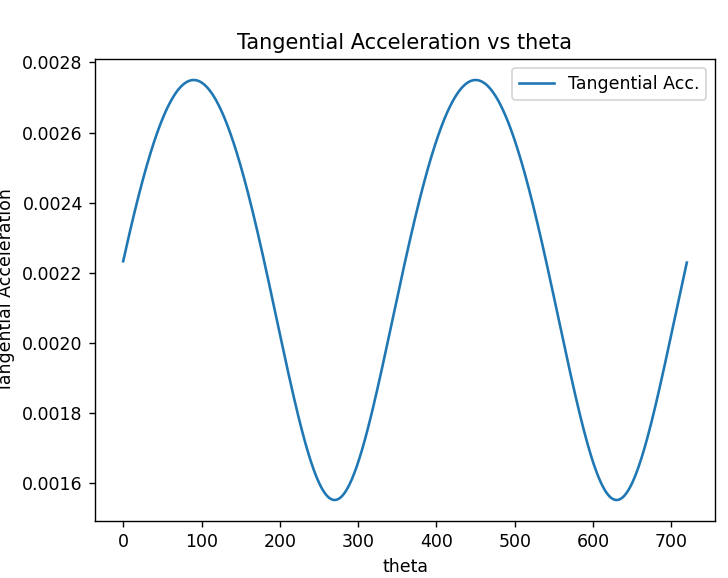 Tangential Acceleration vs theta
Tangential Acc.
Tangential Acceleration
0.0028
0.0026
0.0024
0.0022
0.0020
0.0018
0.0016
0 100 200 300 400 500 600 700
theta